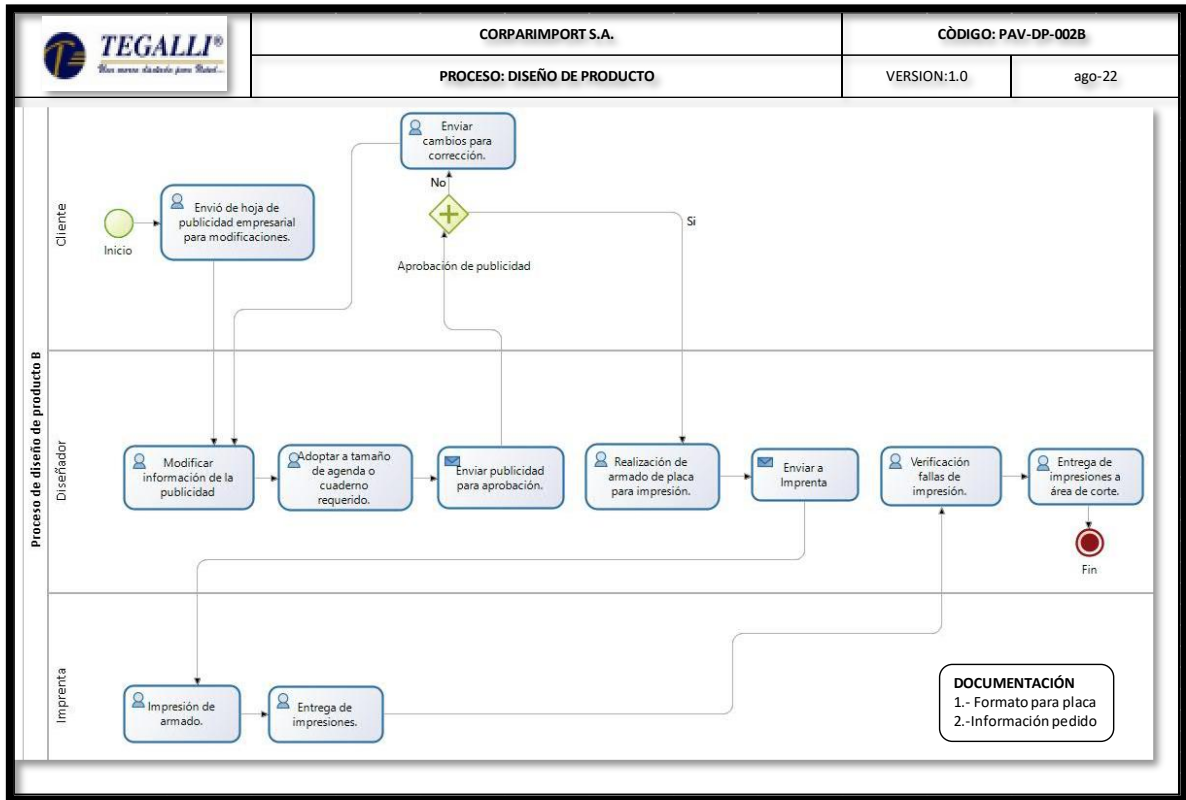 TEGALLI®
CORPARIMPORT S.A.
CÒDIGO: PAV-DP-002B
PROCESO: DISEÑO DE PRODUCTO
VERSION:1.0
ago-22
Proceso de diseño de producto B
Cliente
Inicio
Envió de hoja de
publicidad empresarial
para modificaciones.
Enviar
cambios para
corrección.
No
Si
Aprobación de publicidad
Diseñador
Modificar
información de la
publicidad
Adoptar a tamaño
de agenda o
cuaderno
requerido.
Enviar publicidad
para aprobación.
Realización de
armado de placa
para impresión.
Enviar a
Imprenta
Verificación
fallas de
impresión.
Entrega de
impresiones a
área de corte.
Fin
Imprenta
Impresión de
armado.
Entrega de
impresiones.
DOCUMENTACIÓN
1.- Formato para placa
2.-Información pedido